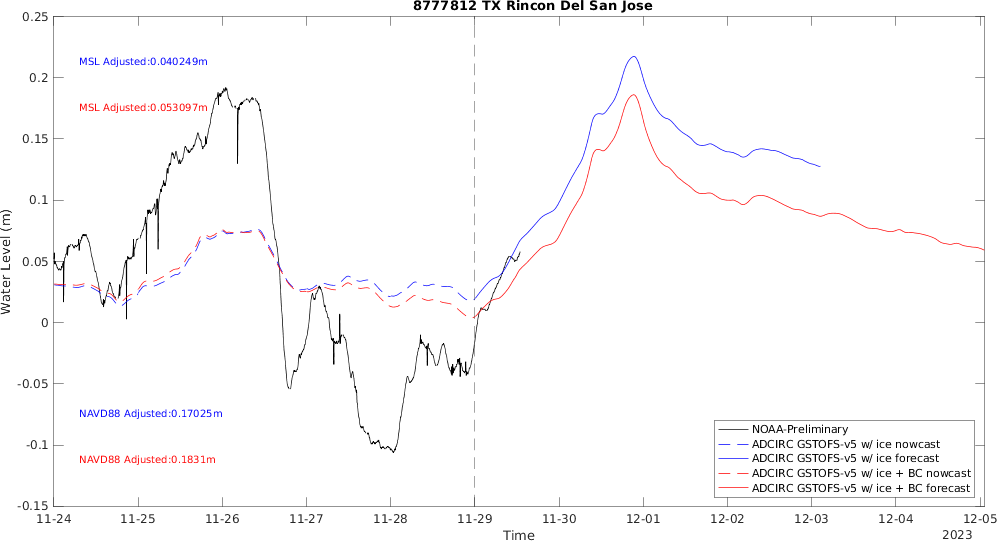 8777812 TX Rincon Del San Jose
0.25
0.2
0.15
0.1
0.05
0
-0.05
-0.1
-0.15
Water Level (m)
MSL Adjusted:0.040249m
MSL Adjusted:0.053097m
NAVD88 Adjusted:0.17025m
NAVD88 Adjusted:0.1831m
NOAA-Preliminary
ADCIRC GSTOFS-v5 w/ ice nowcast
ADCIRC GSTOFS-v5 w/ ice forecast
ADCIRC GSTOFS-v5 w/ ice + BC nowcast
ADCIRC GSTOFS-v5 w/ ice + BC forecast
11-24 11-25 11-26 11-27 11-28 11-29 11-30 12-01 12-02 12-03 12-04 12-05
Time
2023